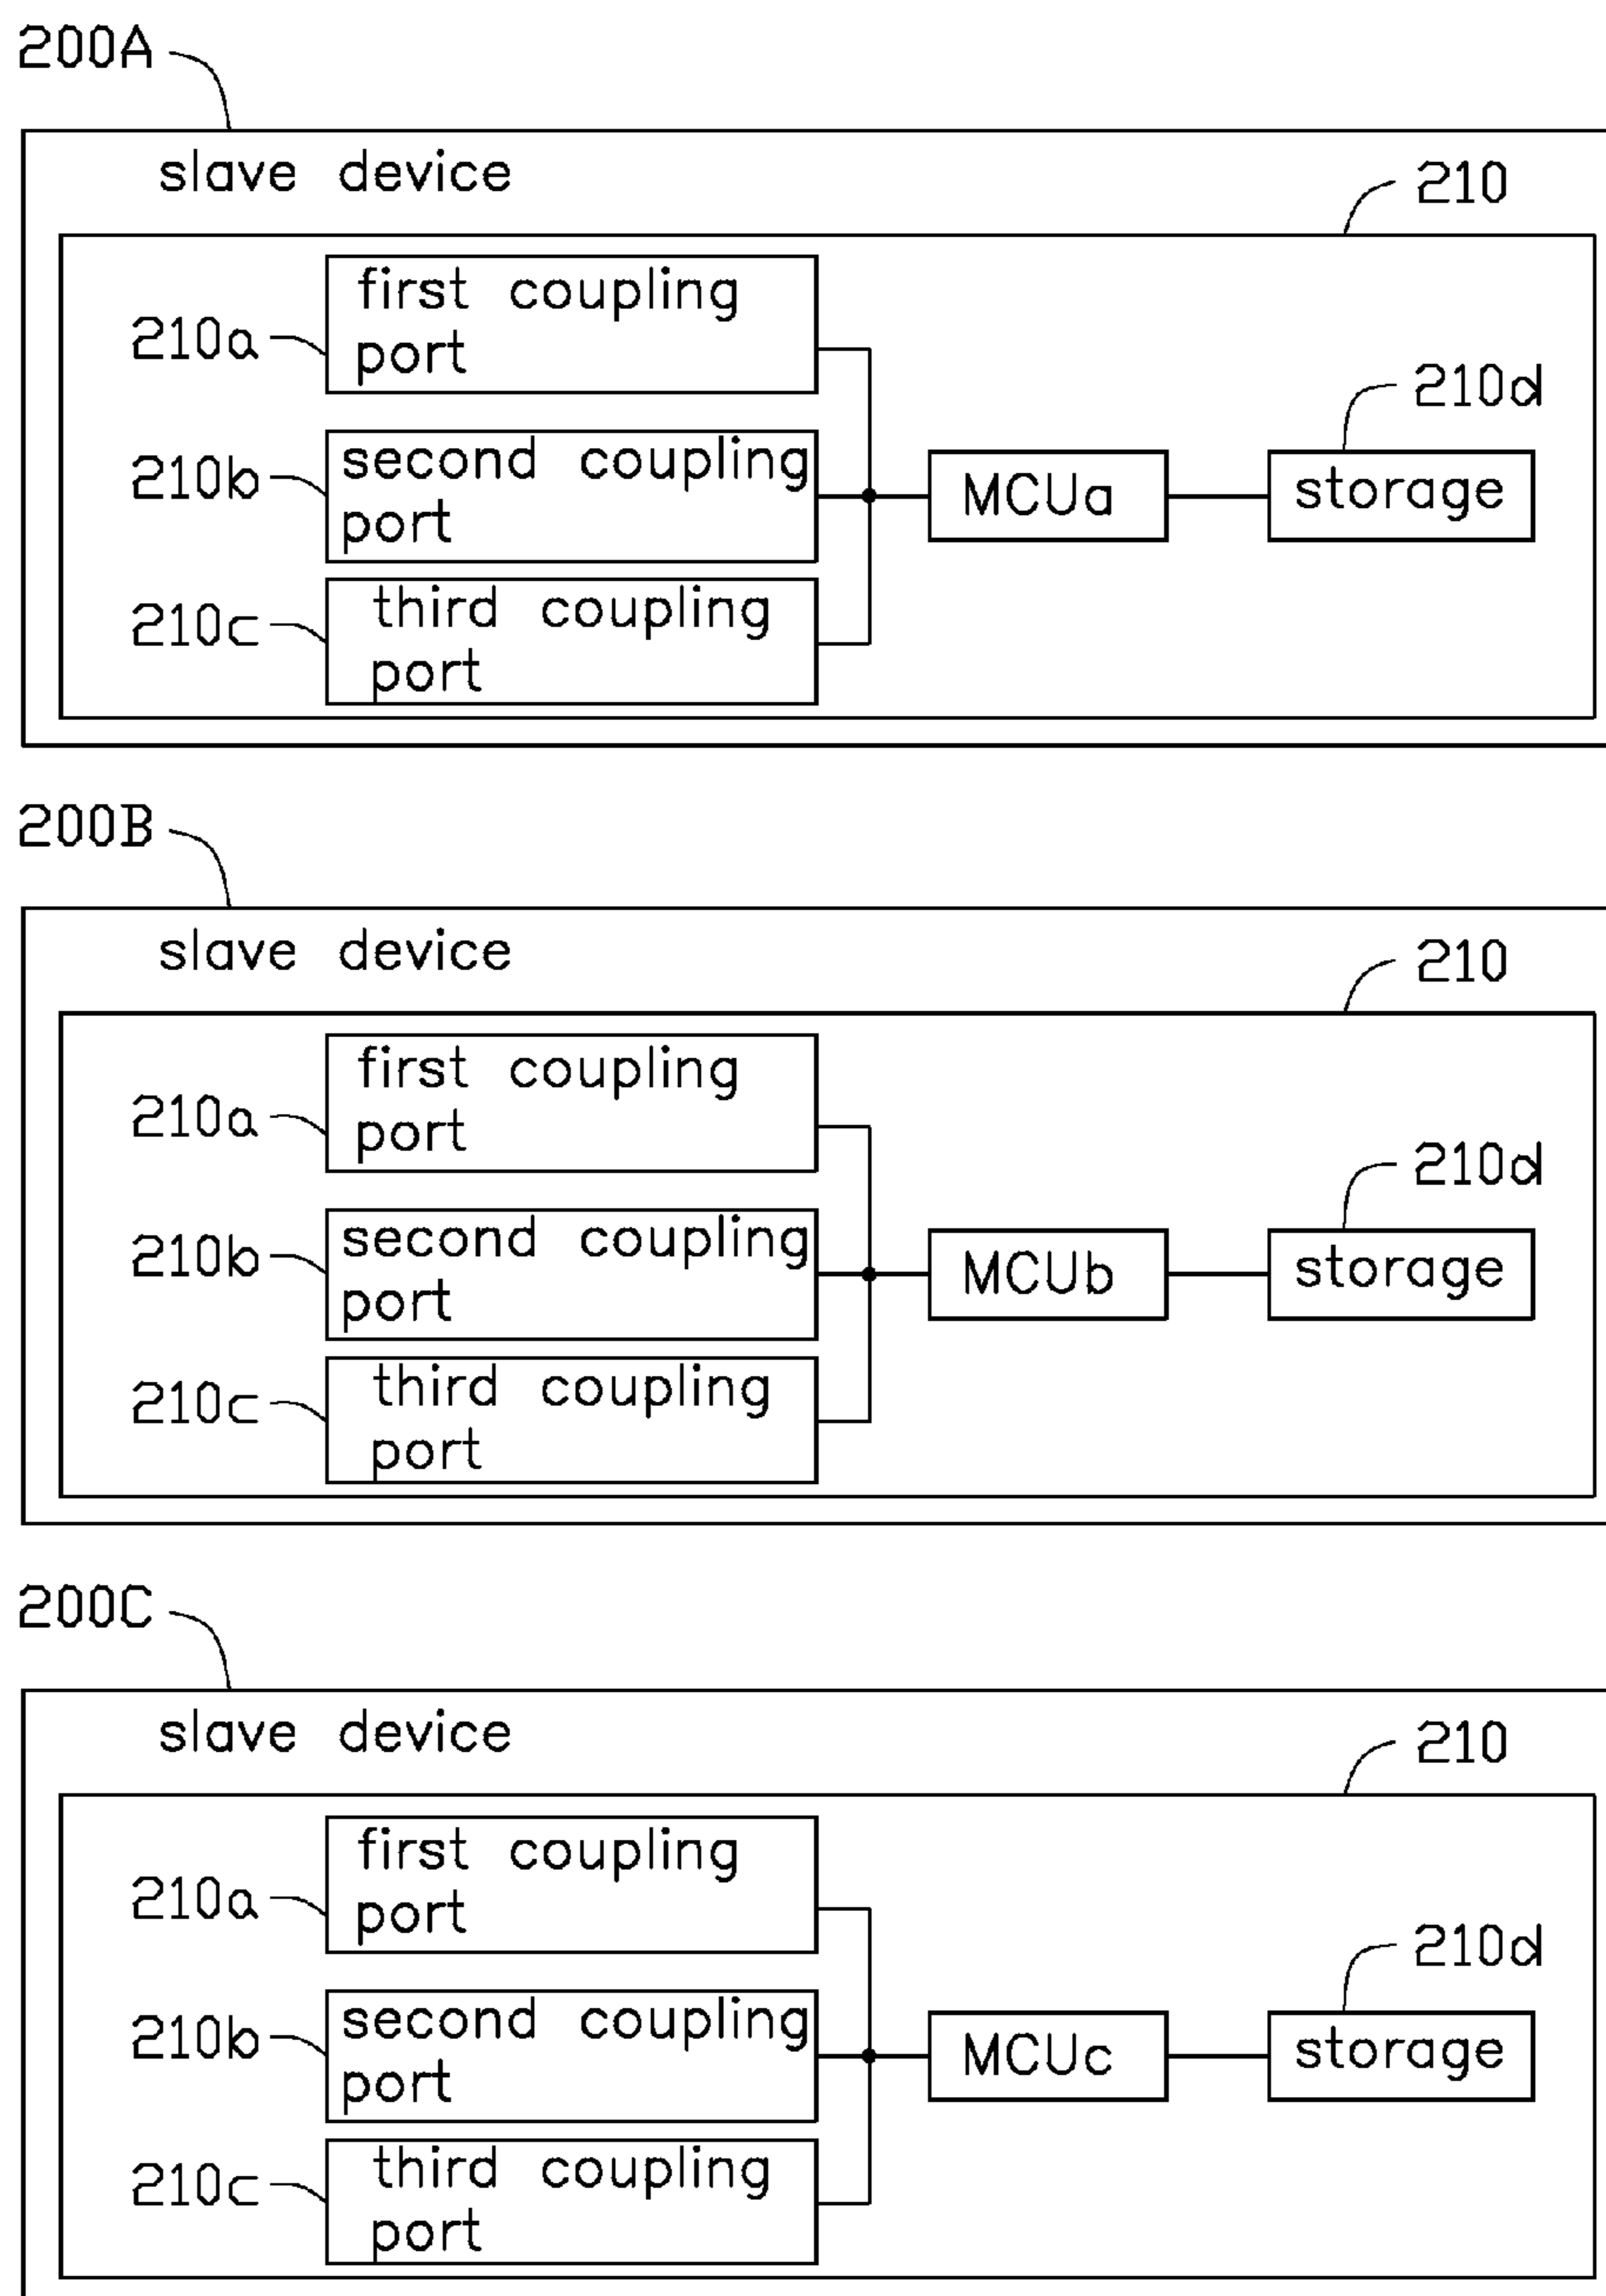 200A
slave device
210
first coupling
port
210a
210d
second coupling
port
210b
MCUa
storage
third coupling
port
210c
200B
slave device
210
first coupling
port
210a
210d
second coupling
port
210b
MCUb
storage
third coupling
port
210c
200C
slave device
210
first coupling
port
210a
210d
second coupling
port
210b
MCUc
storage
third coupling
port
210c